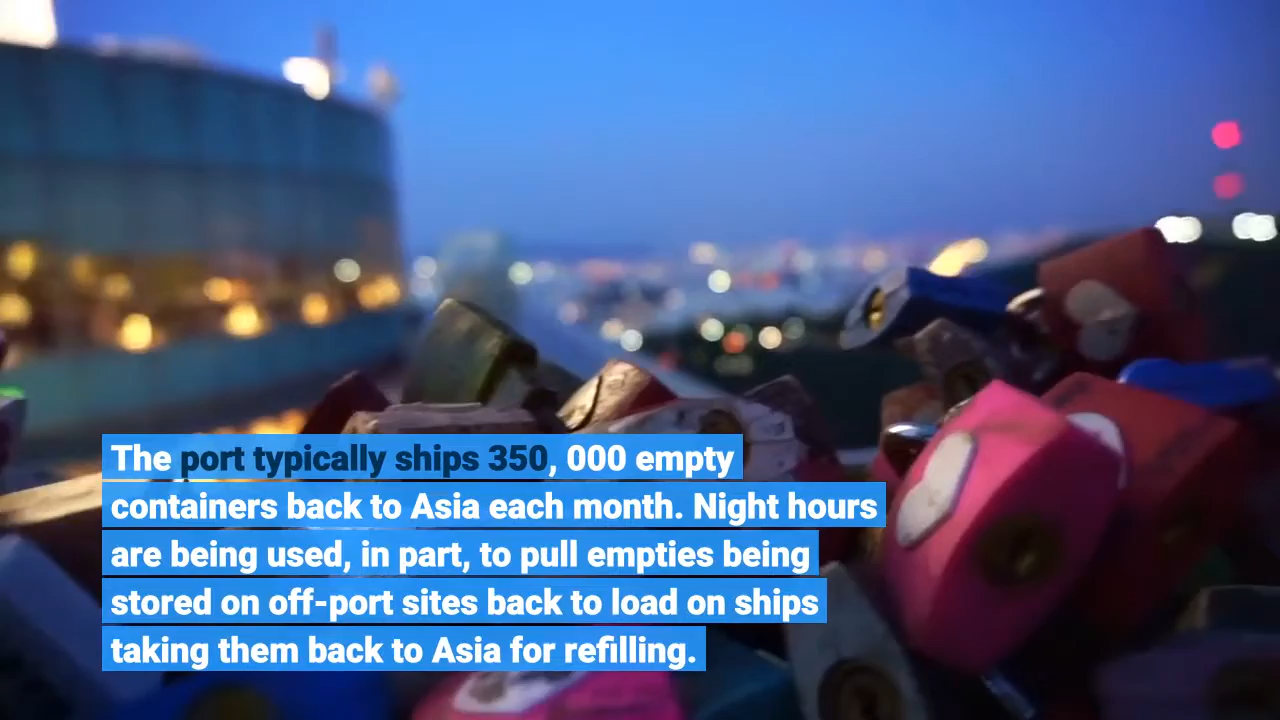 The port typically ships 350, 000 empty
containers back to Asia each month. Night hours
are being used, in part, to pull empties being
stored on off-port sites back to load on ships
taking them back to Asia for refilling.